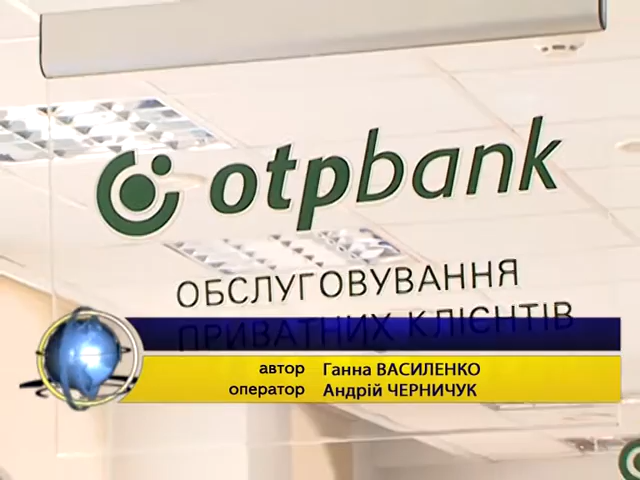 otpbank
ОБСЛУГОВУВАННЯ
ПРИВАТНИХ КЛІЄНТІВ
автор Ганна ВАСИЛЕНКО
оператор Андрій ЧЕРНИЧУК